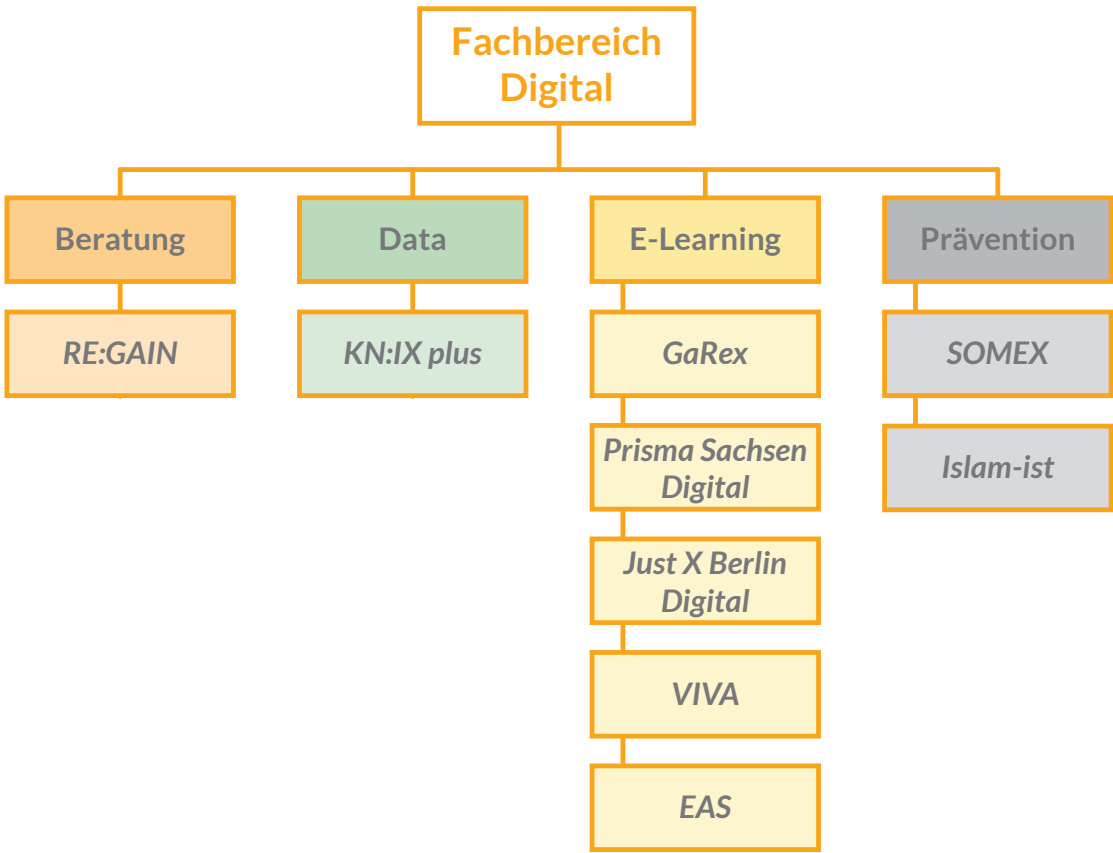 Fachbereich
Digital
Beratung
Data
E-Learning
Prävention
RE:GAIN
KN:IX plus
GaRex
SOMEX
Prisma Sachsen
Digital
Islam-ist
Just X Berlin
Digital
VIVA
EAS